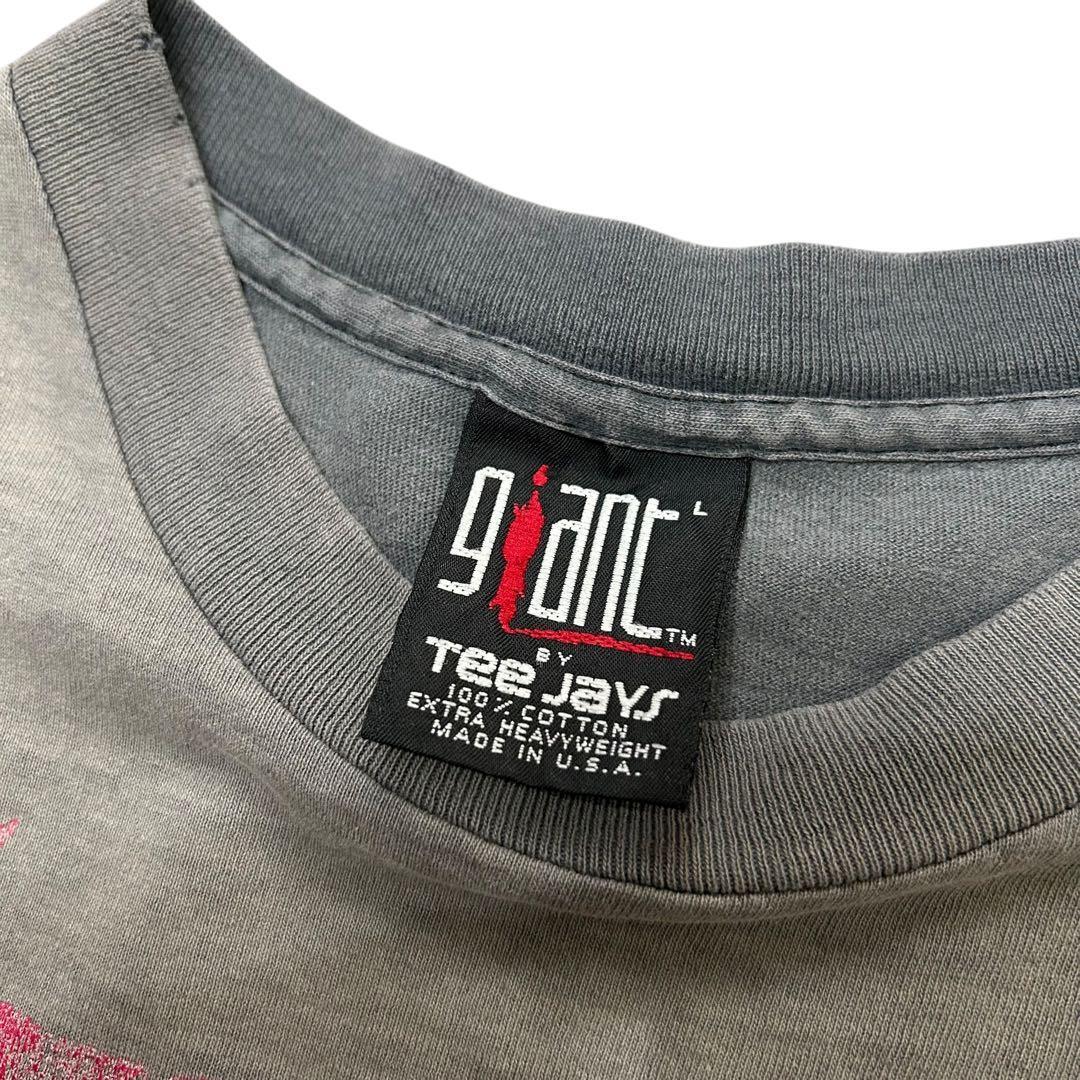 giant L
TM
BY
Tee Jays
100% COTTON
EXTRA HEAVYWEIGHT
MADE IN U.S.A.